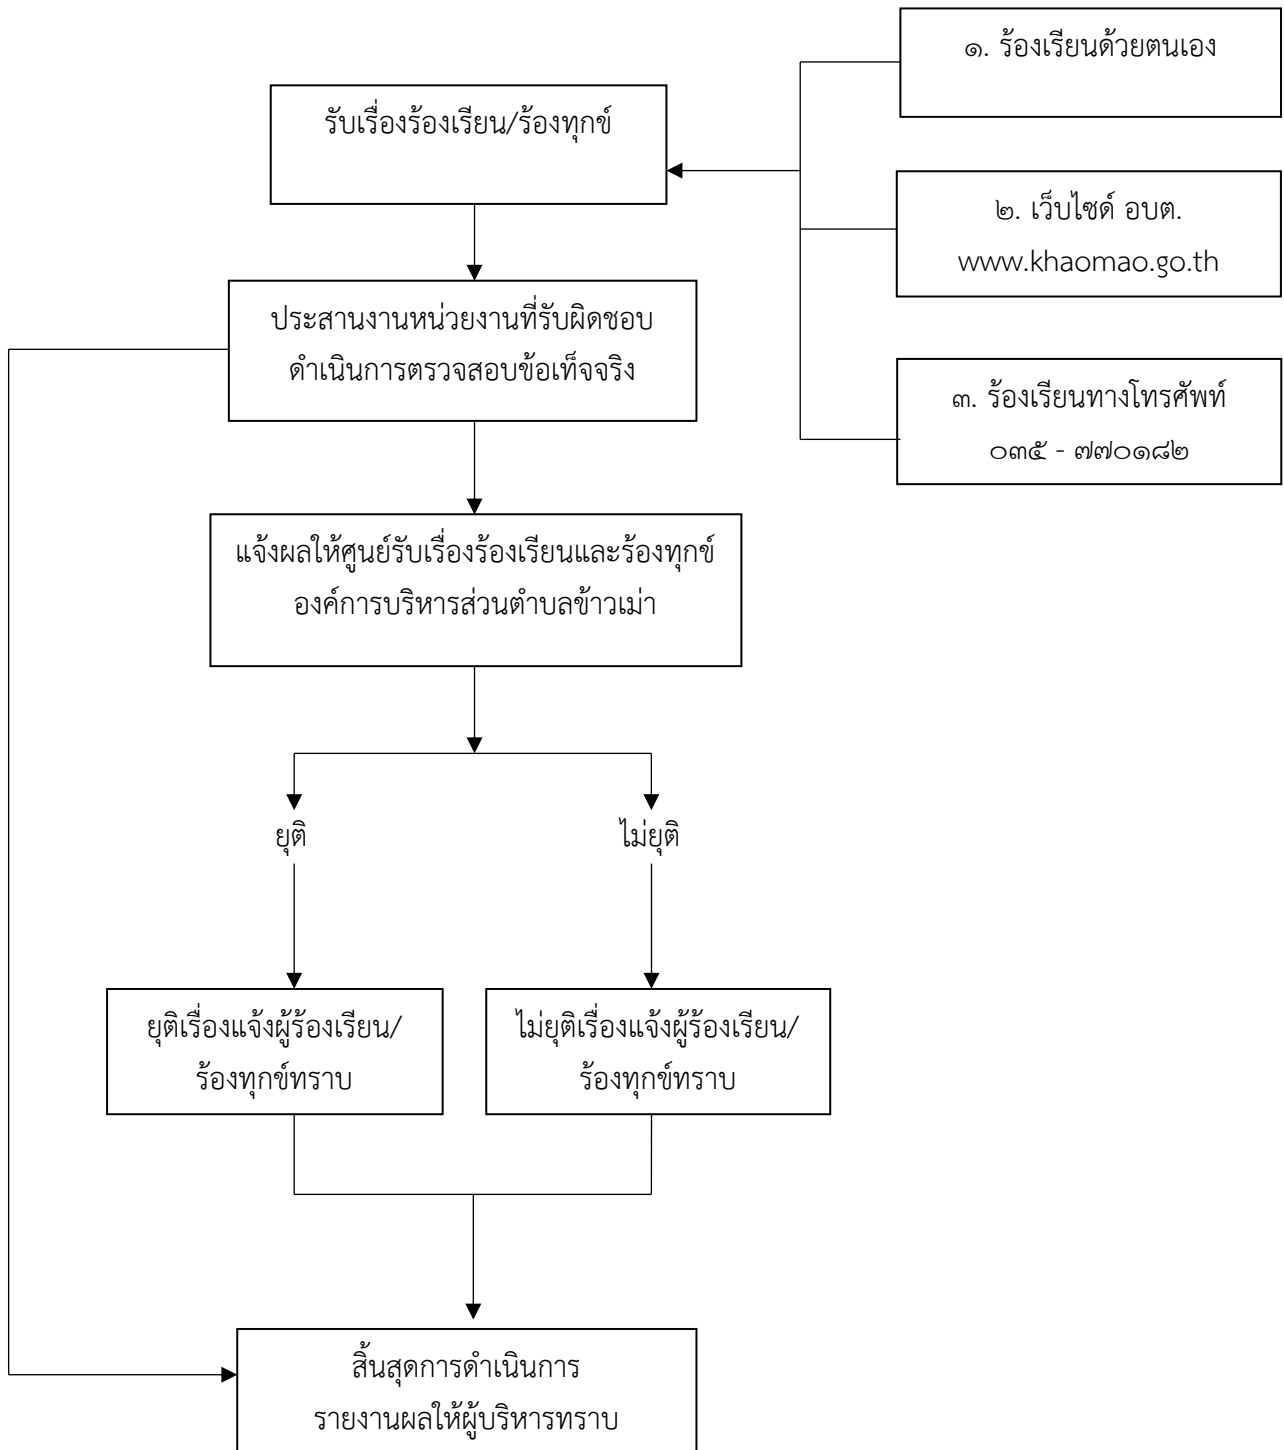 ๑. ร้องเรียนด้วยตนเอง
รับเรื่องร้องเรียน/ร้องทุกข์
๒. เว็บไซด์ อบต.
www.khaomao.go.th
ประสานงานหน่วยงานที่รับผิดชอบ
ดำเนินการตรวจสอบข้อเท็จจริง
๓. ร้องเรียนทางโทรศัพท์
๐๓๕ - ๗๗๐๑๘๒
แจ้งผลให้ศูนย์รับเรื่องร้องเรียนและร้องทุกข์
องค์การบริหารส่วนตำบลข้าวเม่า
ยุติ
ไม่ยุติ
ยุติเรื่องแจ้งผู้ร้องเรียน/
ร้องทุกข์ทราบ
ไม่ยุติเรื่องแจ้งผู้ร้องเรียน/
ร้องทุกข์ทราบ
สิ้นสุดการดำเนินการ
รายงานผลให้ผู้บริหารทราบ